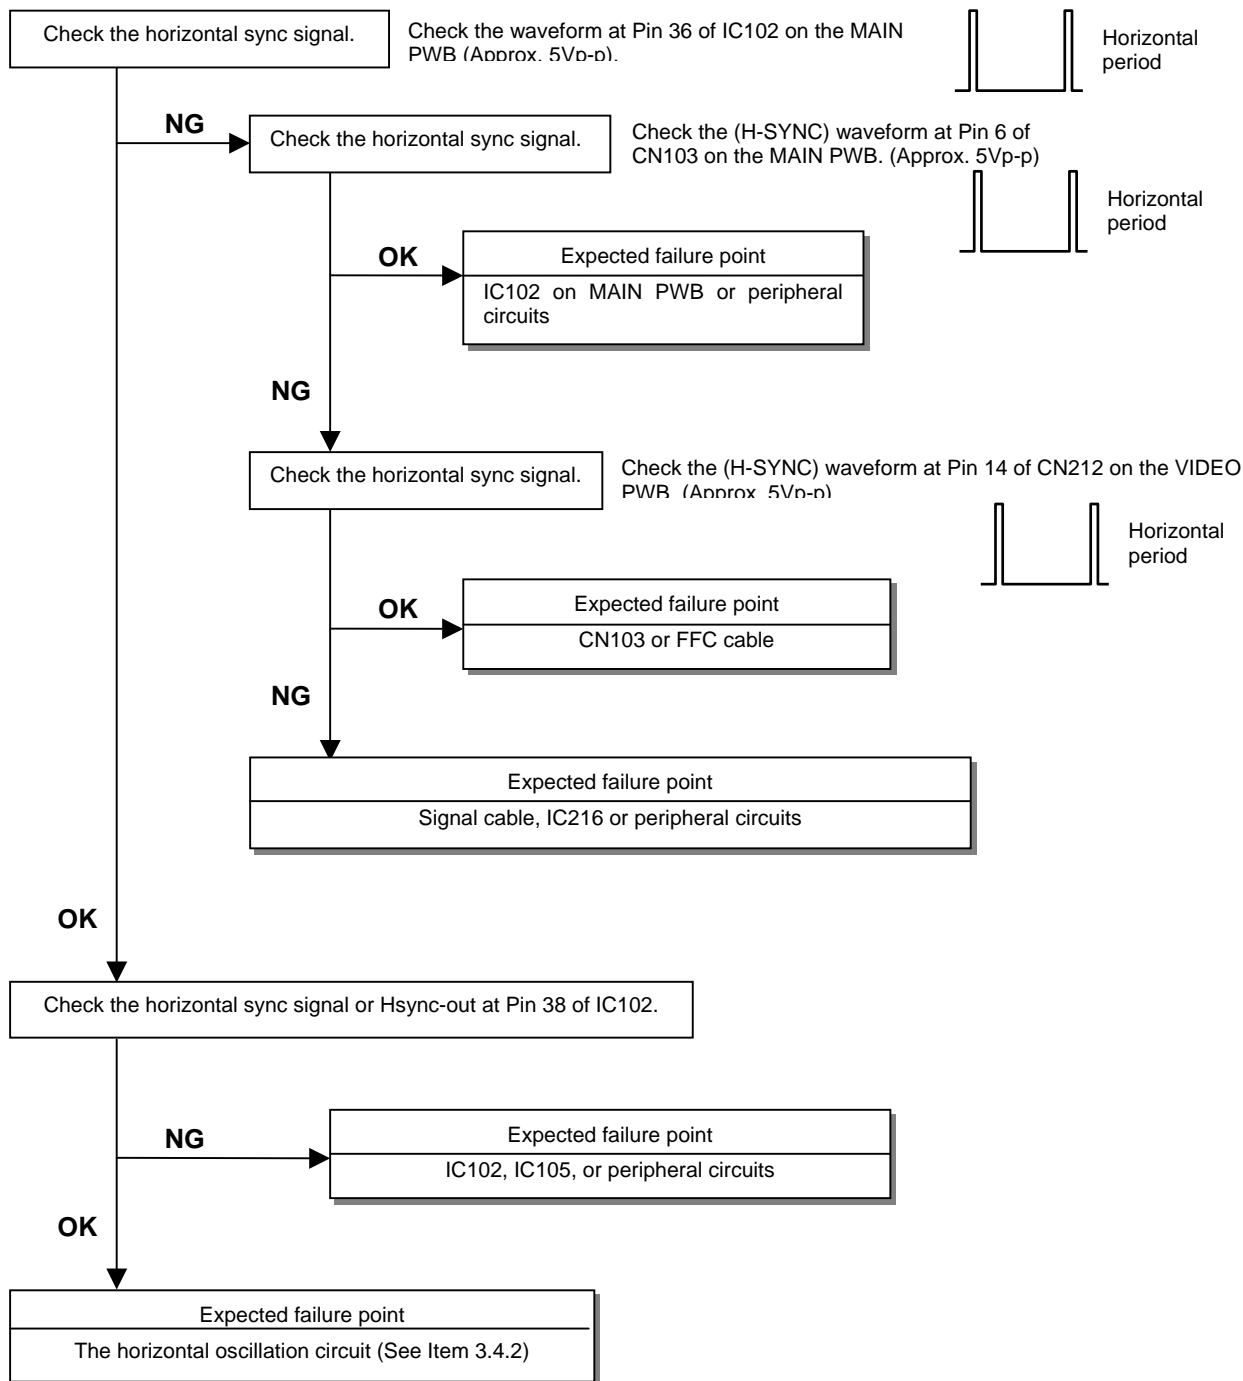 Check the horizontal sync signal.
Check the waveform at Pin 36 of IC102 on the MAIN
PWB (Approx. 5Vp-p).
Horizontal
period
NG
Check the horizontal sync signal.
Check the (H-SYNC) waveform at Pin 6 of
CN103 on the MAIN PWB. (Approx. 5Vp-p)
Horizontal
period
OK
Expected failure point
IC102 on MAIN PWB or peripheral
circuits
NG
Check the horizontal sync signal.
Check the (H-SYNC) waveform at Pin 14 of CN212 on the VIDEO
PWB. (Approx. 5Vp-p)
Horizontal
period
OK
Expected failure point
CN103 or FFC cable
NG
Expected failure point
Signal cable, IC216 or peripheral circuits
OK
Check the horizontal sync signal or Hsync-out at Pin 38 of IC102.
NG
Expected failure point
IC102, IC105, or peripheral circuits
OK
Expected failure point
The horizontal oscillation circuit (See Item 3.4.2)